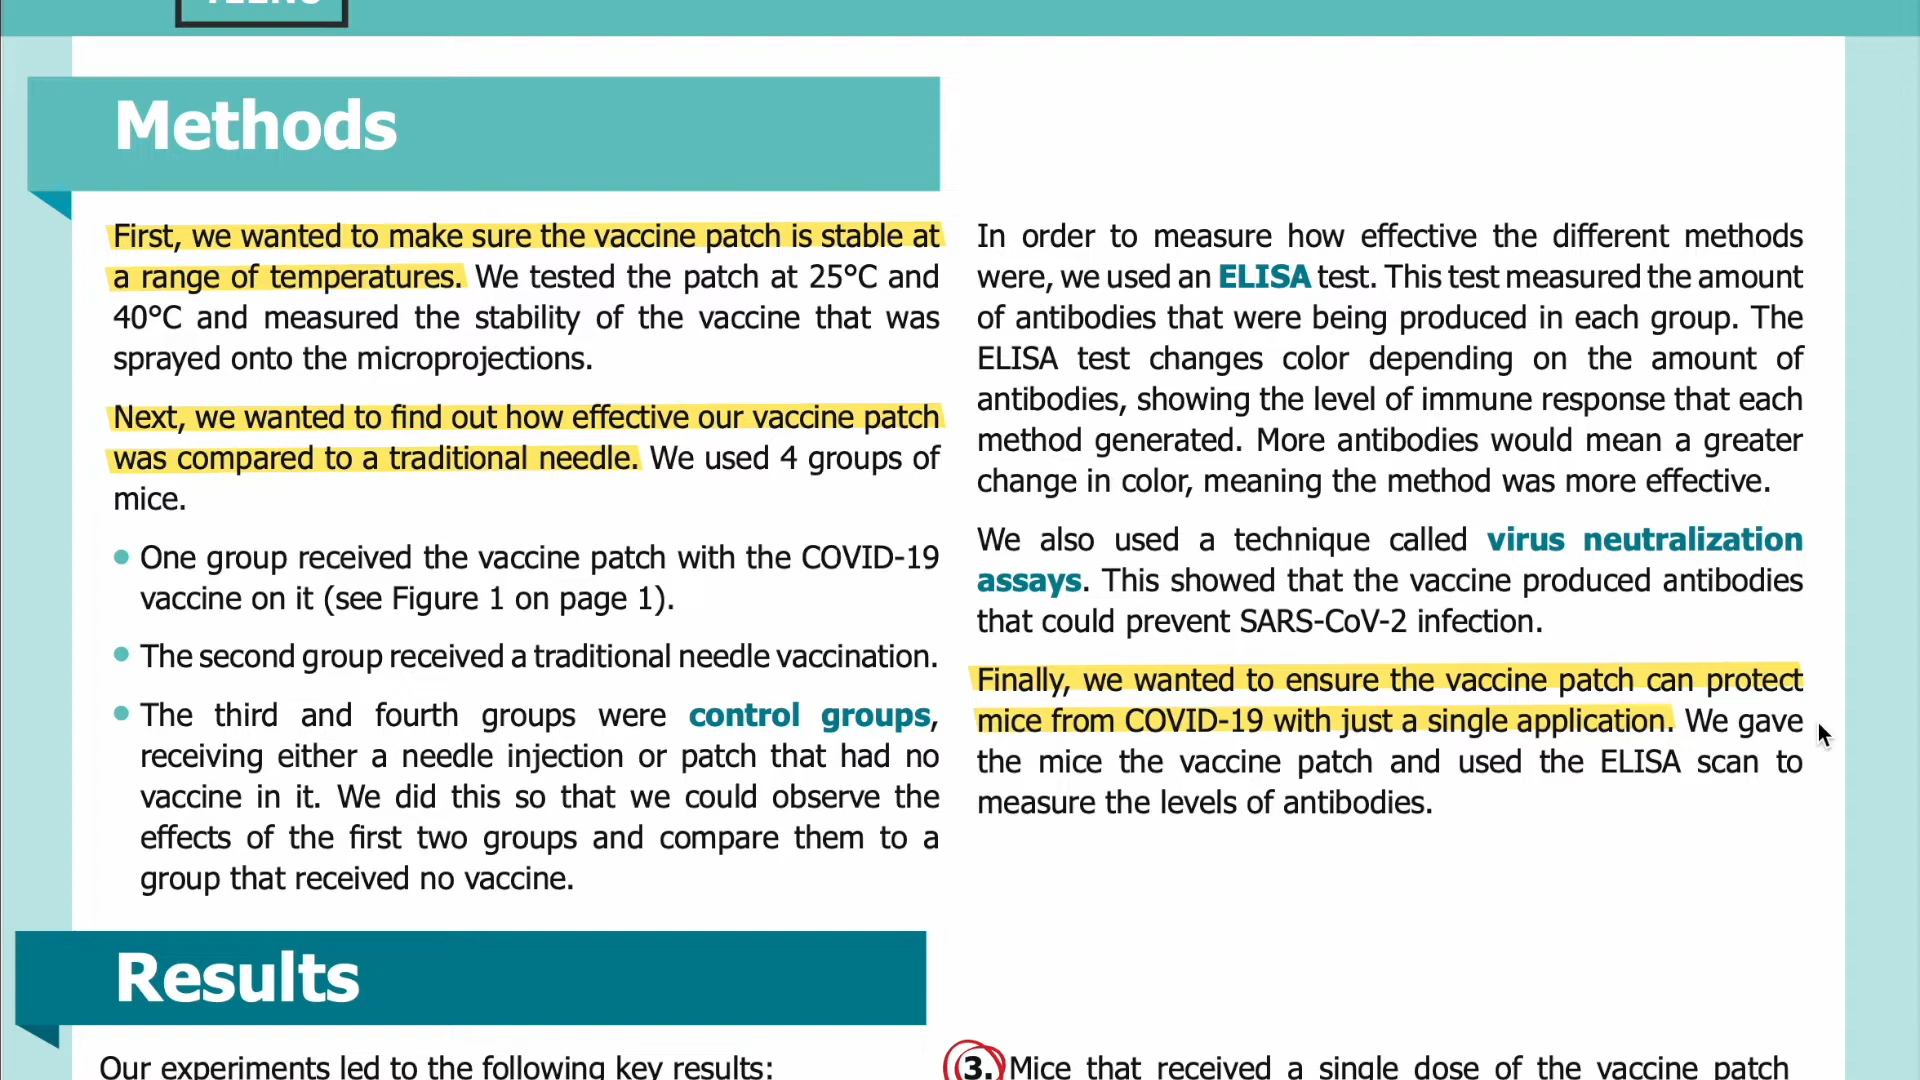 TEENS
Methods
First, we wanted to make sure the vaccine patch is stable at
a range of temperatures. We tested the patch at 25°C and
40°C and measured the stability of the vaccine that was
sprayed onto the microprojections.
Next, we wanted to find out how effective our vaccine patch
was compared to a traditional needle. We used 4 groups of
mice.
One group received the vaccine patch with the COVID-19
vaccine on it (see Figure 1 on page 1).
The second group received a traditional needle vaccination.
The third and fourth groups were control groups,
receiving either a needle injection or patch that had no
vaccine in it. We did this so that we could observe the
effects of the first two groups and compare them to a
group that received no vaccine.
In order to measure how effective the different methods
were, we used an ELISA test. This test measured the amount
of antibodies that were being produced in each group. The
ELISA test changes color depending on the amount of
antibodies, showing the level of immune response that each
method generated. More antibodies would mean a greater
change in color, meaning the method was more effective.
We also used a technique called virus neutralization
assays. This showed that the vaccine produced antibodies
that could prevent SARS-CoV-2 infection.
Finally, we wanted to ensure the vaccine patch can protect
mice from COVID-19 with just a single application. We gave
the mice the vaccine patch and used the ELISA scan to
measure the levels of antibodies.
Results
Our experiments led to the following key results:
3. Mice that received a single dose of the vaccine patch